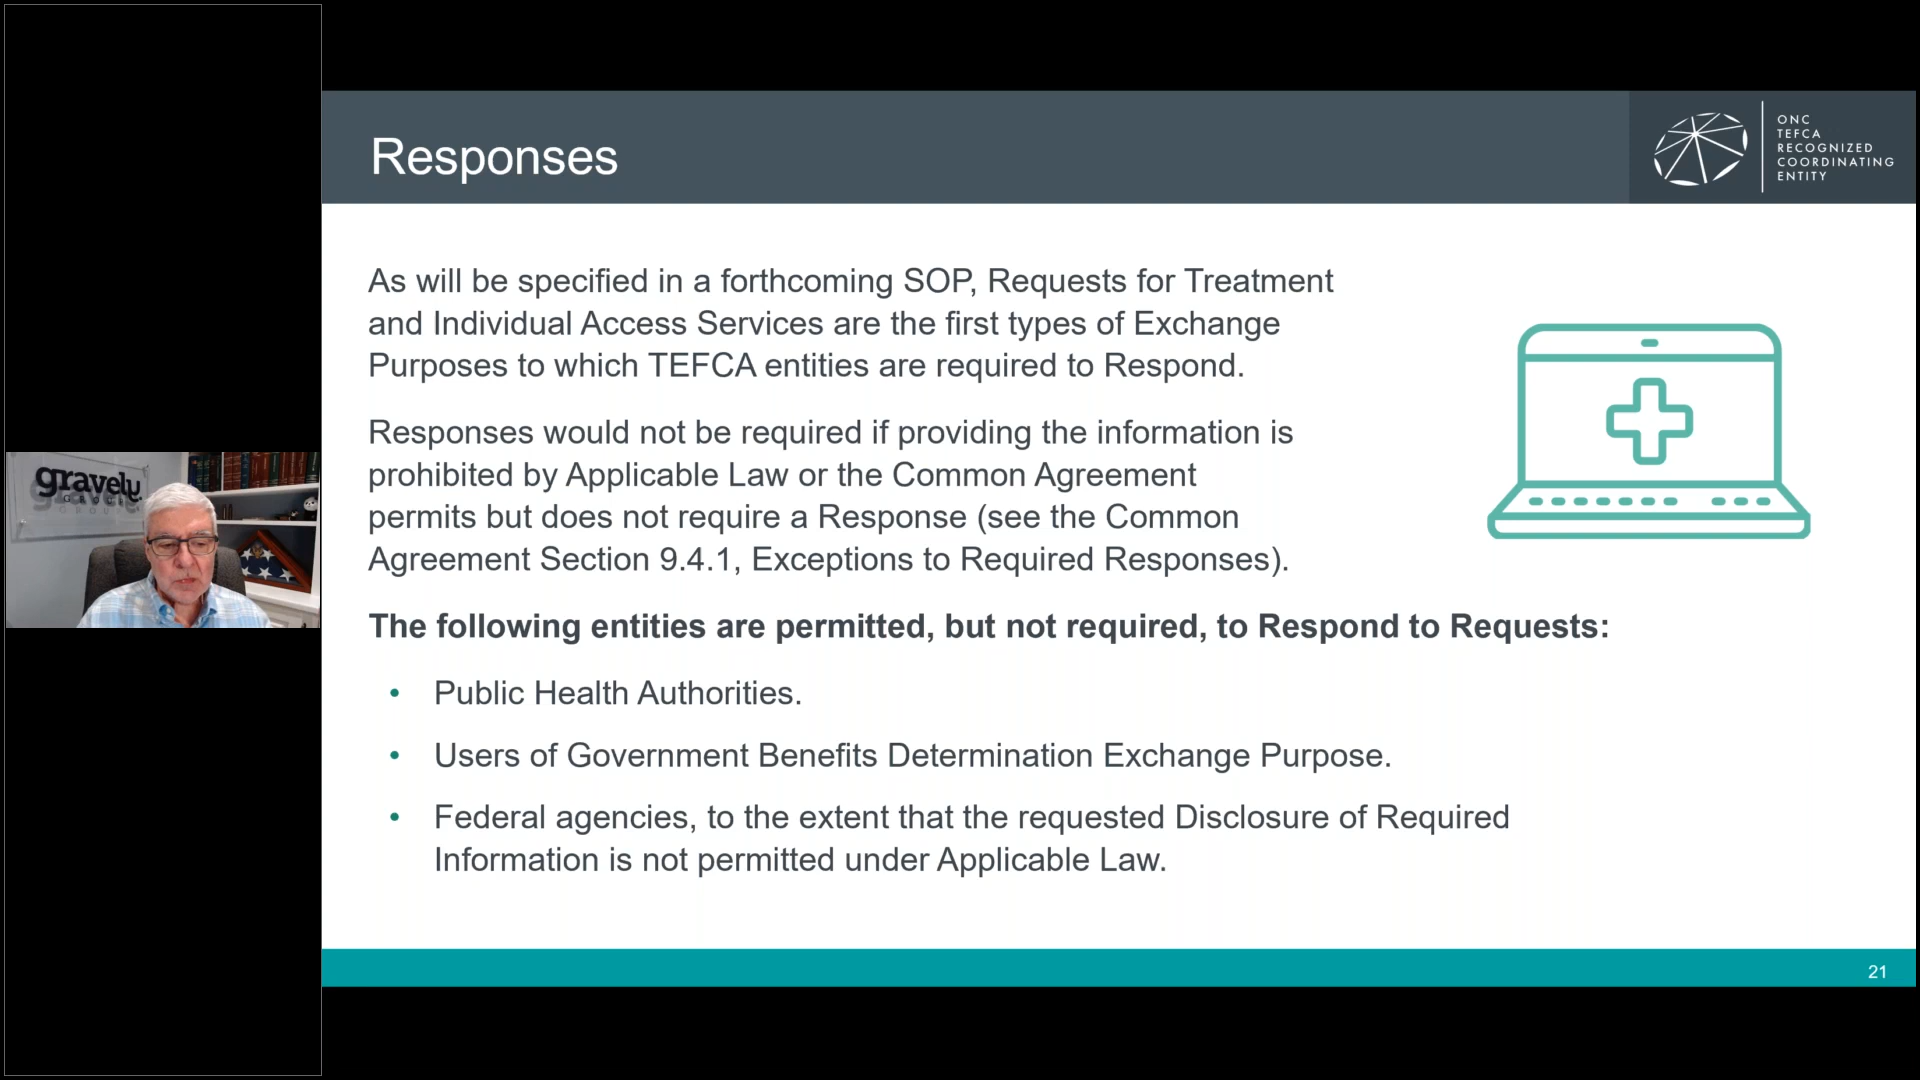 Responses
ONC
TEFCA
RECOGNIZED
COORDINATING
ENTITY
As will be specified in a forthcoming SOP, Requests for Treatment
and Individual Access Services are the first types of Exchange
Purposes to which TEFCA entities are required to Respond.
Responses would not be required if providing the information is
prohibited by Applicable Law or the Common Agreement
permits but does not require a Response (see the Common
Agreement Section 9.4.1, Exceptions to Required Responses).
The following entities are permitted, but not required, to Respond to Requests:
• Public Health Authorities.
• Users of Government Benefits Determination Exchange Purpose.
• Federal agencies, to the extent that the requested Disclosure of Required
Information is not permitted under Applicable Law.
21
gravely
GROUP